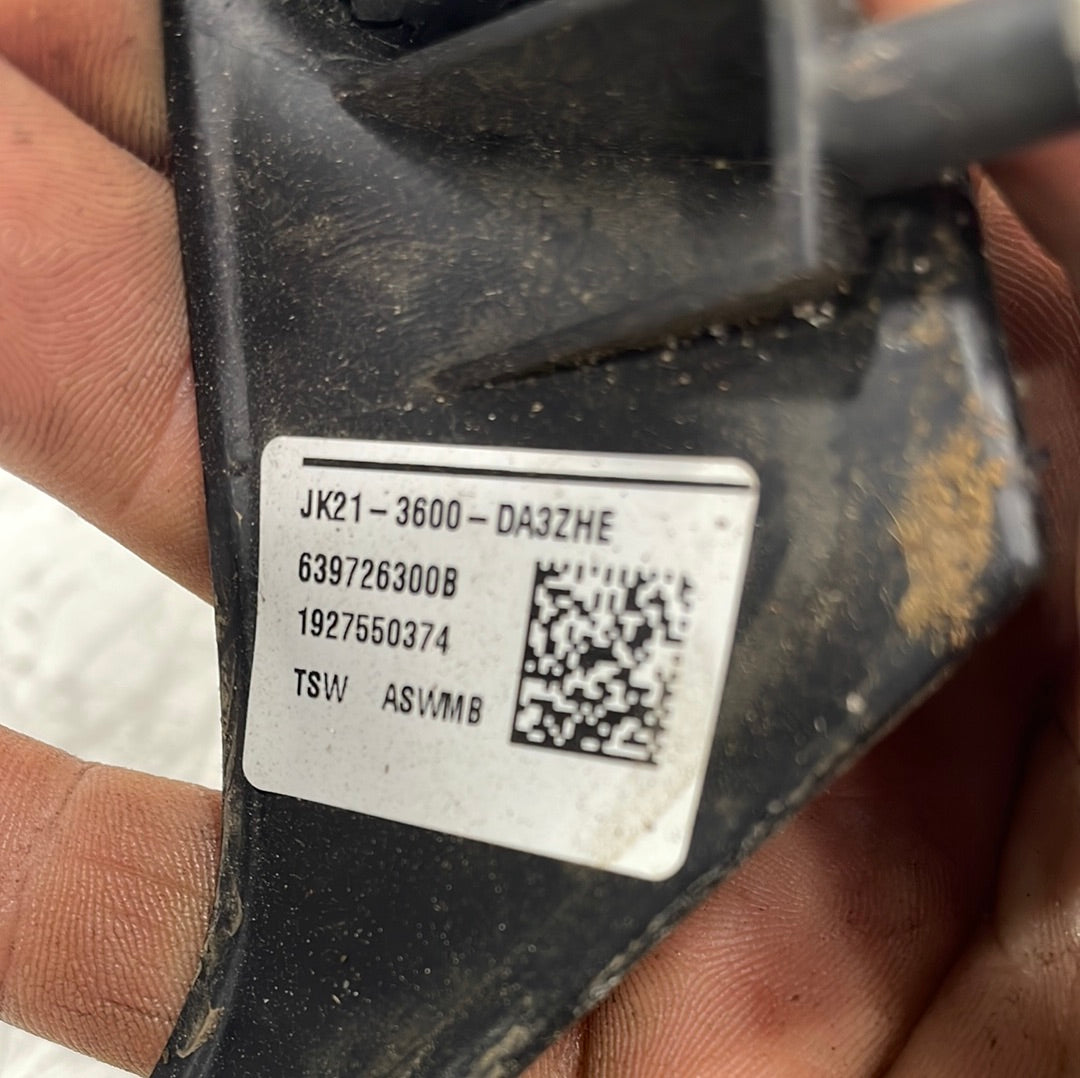 JK21-3600-DA3ZHE
639726300B
1927550374
TSW ASWMB